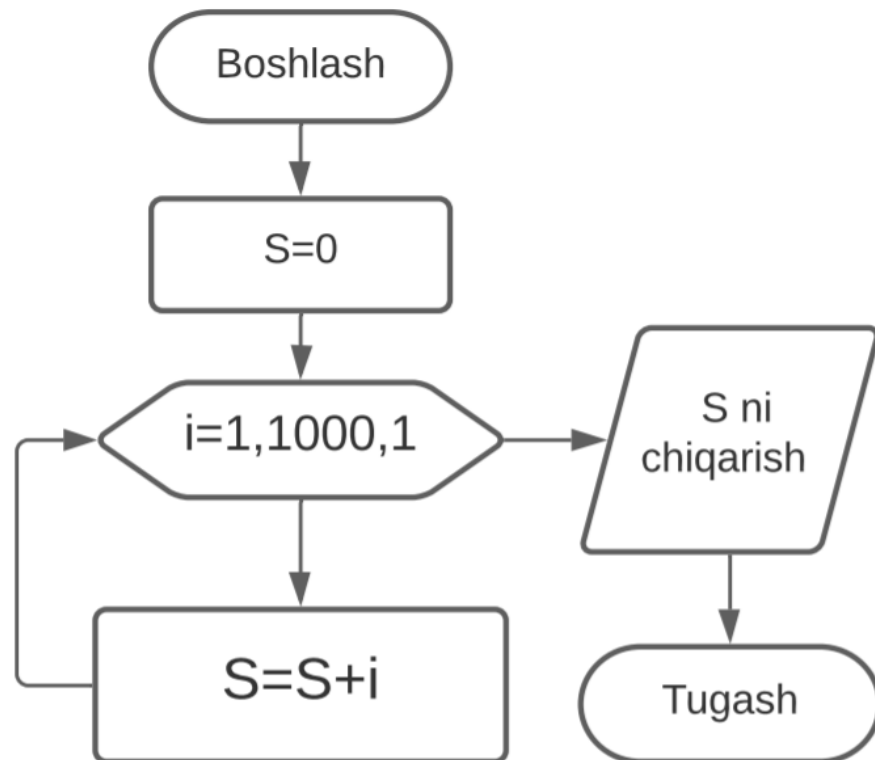 Boshlash
S=0
i=1,1000,1
S=S+i
S ni
chiqarish
Tugash